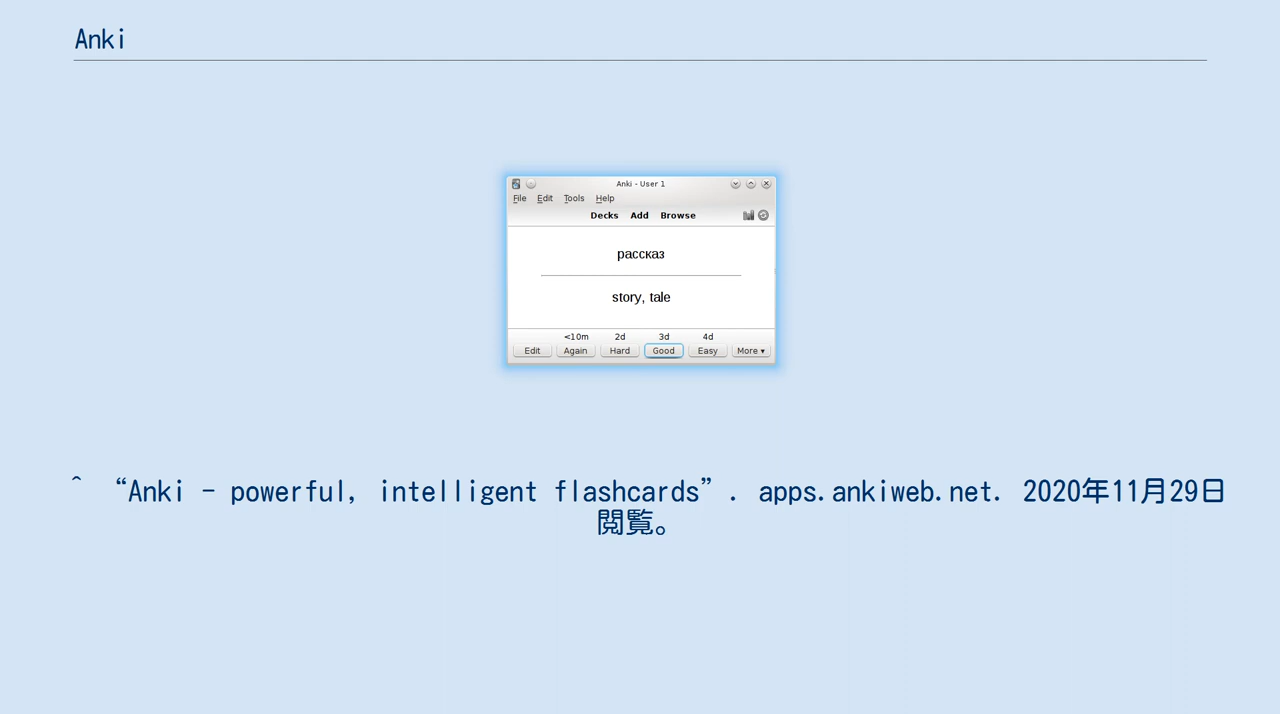 Anki
Anki - User 1
File Edit Tools Help
Decks Add Browse
рассказ
story, tale
<10m 2d 3d 4d
Edit Again Hard Good Easy More ▾
^ “Anki - powerful, intelligent flashcards”. apps.ankiweb.net. 2020年11月29日
閲覧。